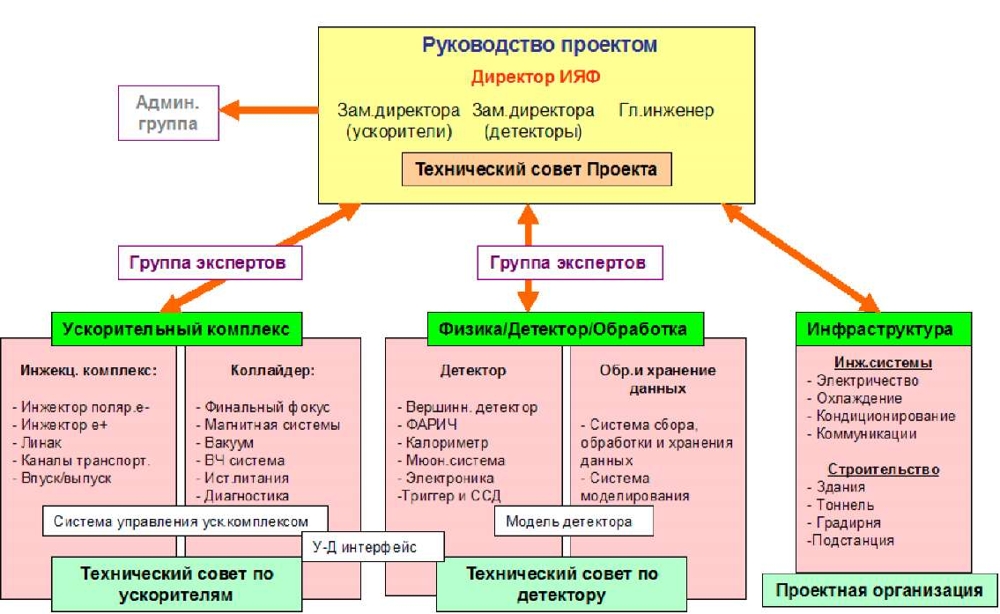 Руководство проектом
Директор ИЯФ
Зам.директора
(ускорители)
Зам.директора
(детекторы)
Гл.инженер
Технический совет Проекта
Админ.
группа
Группа экспертов
Группа экспертов
Ускорительный комплекс
Инжекц. комплекс:
- Инжектор поляр.е-
- Инжектор е+
- Линак
- Каналы транспорт.
- Впуск/выпуск
Коллайдер:
- Финальный фокус
- Магнитная системы
- Вакуум
- ВЧ система
- Ист.питания
- Диагностика
Система управления уск.комплексом
Технический совет по
ускорителям
У-Д интерфейс
Физика/Детектор/Обработка
Детектор
- Вершинн. детектор
- ФАРИЧ
- Калориметр
- Мюон.система
- Электроника
-Триггер и ССД
Обр.и хранение
данных
- Система сбора,
обработки и хранения
данных
- Система
моделирования
Модель детектора
Технический совет по
детектору
Инфраструктура
Инж.системы
- Электричество
- Охлаждение
- Кондиционирование
- Коммуникации
Строительство
- Здания
- Тоннель
- Градирня
-Подстанция
Проектная организация